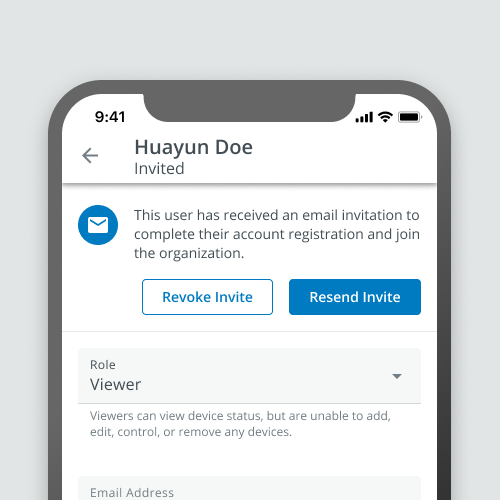 9:41
Huayun Doe
Invited
This user has received an email invitation to
complete their account registration and join
the organization.
Revoke Invite
Resend Invite
Role
Viewer
Viewers can view device status, but are unable to add,
edit, control, or remove any devices.
Email Address